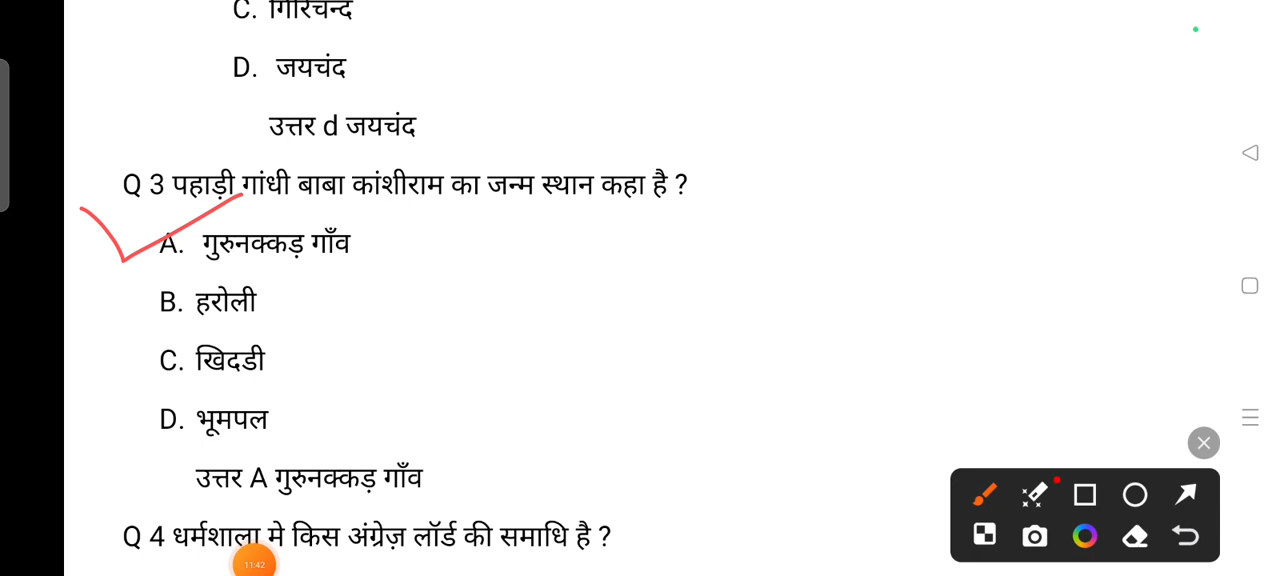 C. गिरिचन्द
D. जयचंद
उत्तर d जयचंद
Q 3 पहाड़ी गांधी बाबा कांशीराम का जन्म स्थान कहा है ?
A. गुरुनक्कड़ गाँव
B. हरोली
C. खिदडी
D. भूमपल
उत्तर A गुरुनक्कड़ गाँव
Q 4 धर्मशाला मे किस अंग्रेज़ लॉर्ड की समाधि है ?
11:42